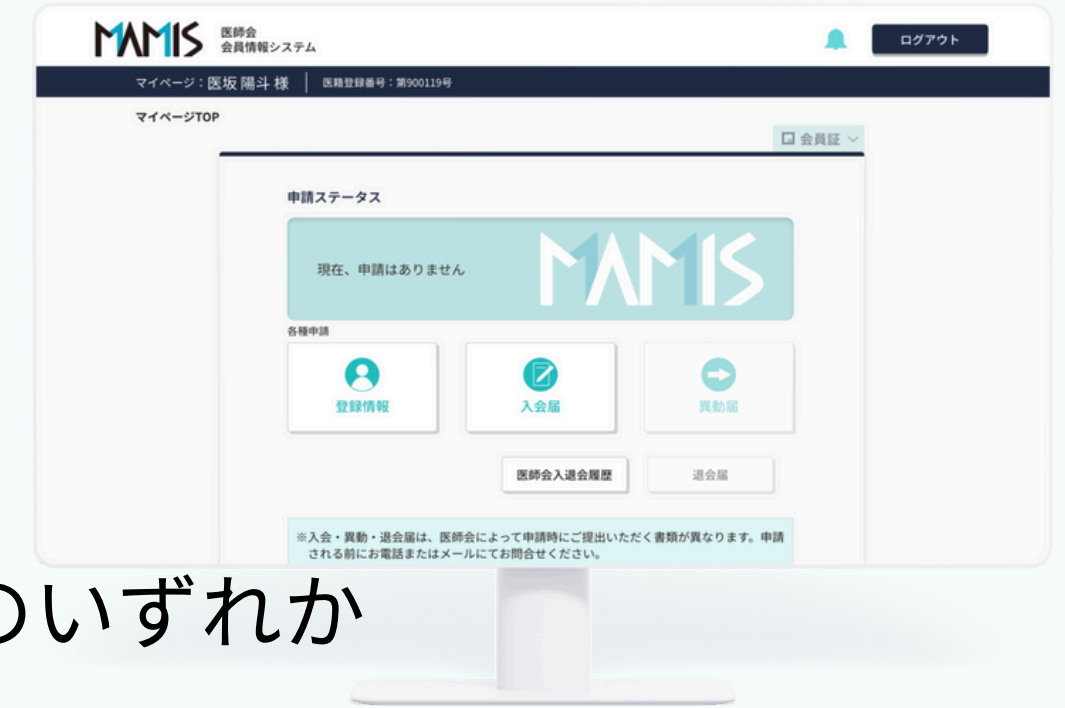 MAMIS
医師会
会員情報システム
ログアウト
マイページ：医坂 陽斗 様 医籍登録番号：第900119号
マイページTOP
会員証
申請ステータス
現在、申請はありません
MAMIS
各種申請
登録情報 入会届 異動届
医師会入退会履歴 退会届
※入会・異動・退会届は、医師会によって申請時にご提出いただく書類が異なります。申請
される前にお電話またはメールにてお問合せください。
のいずれか